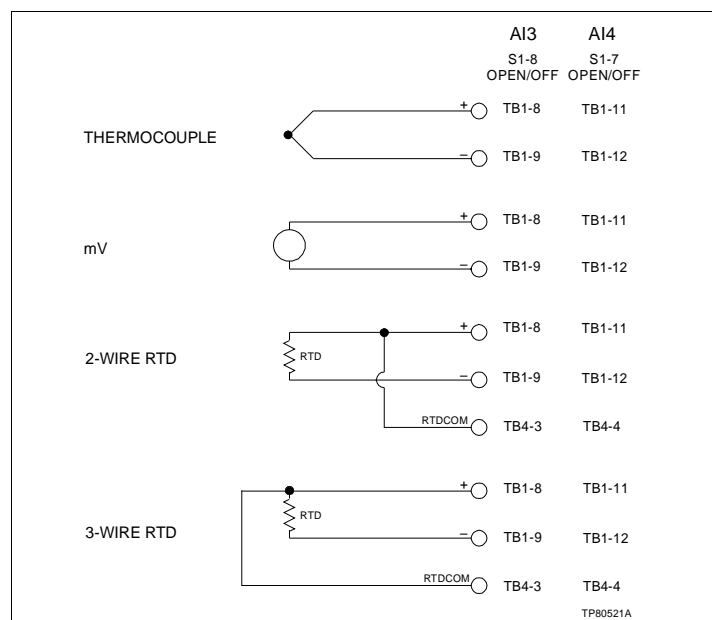 AI3 AI4
S1-8 S1-7
OPEN/OFF OPEN/OFF
THERMOCOUPLE
+ TB1-8 TB1-11
– TB1-9 TB1-12
mV
+ TB1-8 TB1-11
– TB1-9 TB1-12
2-WIRE RTD
+ TB1-8 TB1-11
RTD
– TB1-9 TB1-12
RTDCOM TB4-3 TB4-4
3-WIRE RTD
+ TB1-8 TB1-11
RTD
– TB1-9 TB1-12
RTDCOM TB4-3 TB4-4
TP80521A